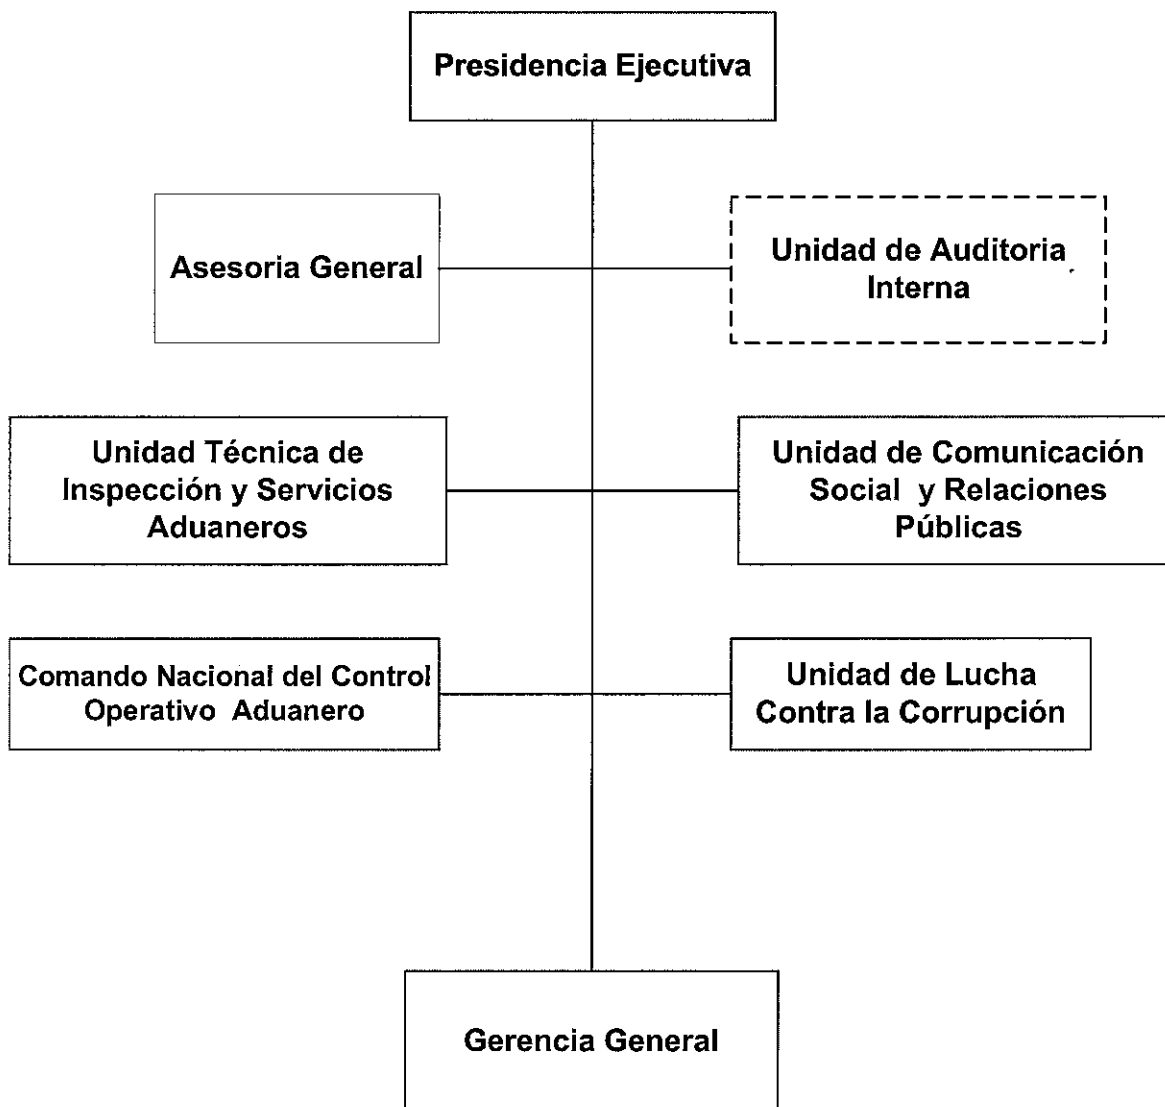 Presidencia Ejecutiva
Asesoria General
Unidad de Auditoria
Interna
Unidad Técnica de
Inspección y Servicios
Aduaneros
Unidad de Comunicación
Social y Relaciones
Públicas
Comando Nacional del Control
Operativo Aduanero
Unidad de Lucha
Contra la Corrupción
Gerencia General